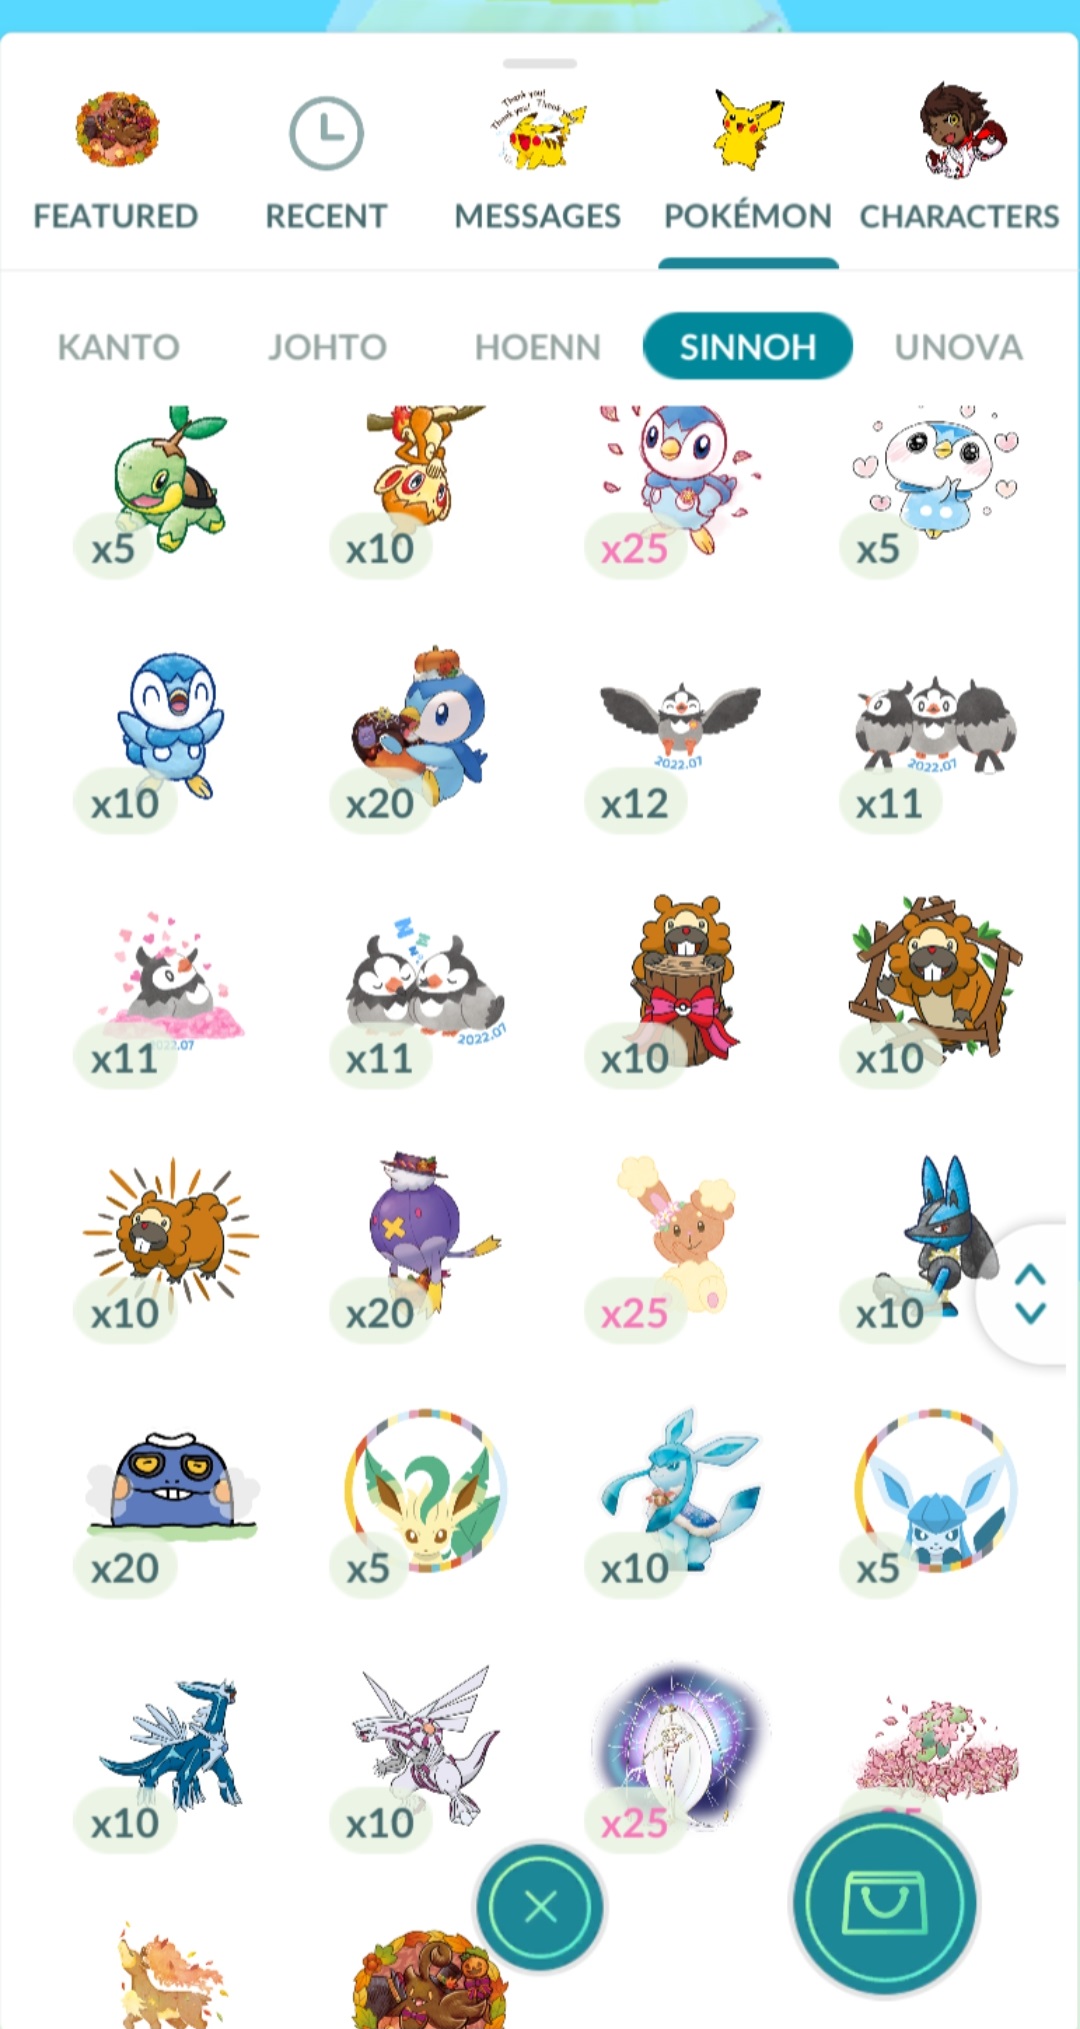 Thank you!
Thank you! Thank you!
FEATURED RECENT MESSAGES POKÉMON CHARACTERS
KANTO JOHTO HOENN SINNOH UNOVA
x5 x10 x25 x5
2022.07 2022.07
x10 x20 x12 x11
Z Z Z
2022.07 2022.07
x11 x11 x10 x10
x10 x20 x25 x10
x20 x5 x10 x5
x10 x10 x25